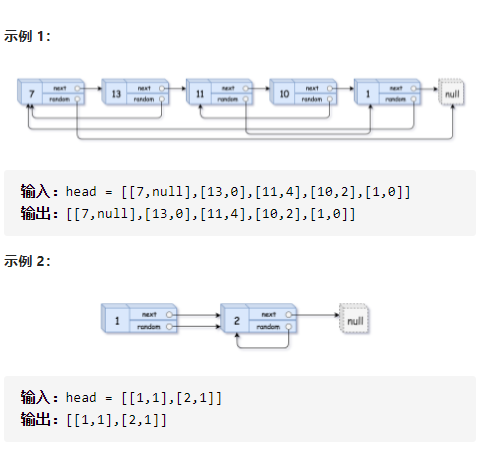 示例 1：
next next next next next
7 13 11 10 1 null
random random random random random
输入：head = [[7,null],[13,0],[11,4],[10,2],[1,0]]
输出：[[7,null],[13,0],[11,4],[10,2],[1,0]]
示例 2：
next next
1 2 null
random random
输入：head = [[1,1],[2,1]]
输出：[[1,1],[2,1]]